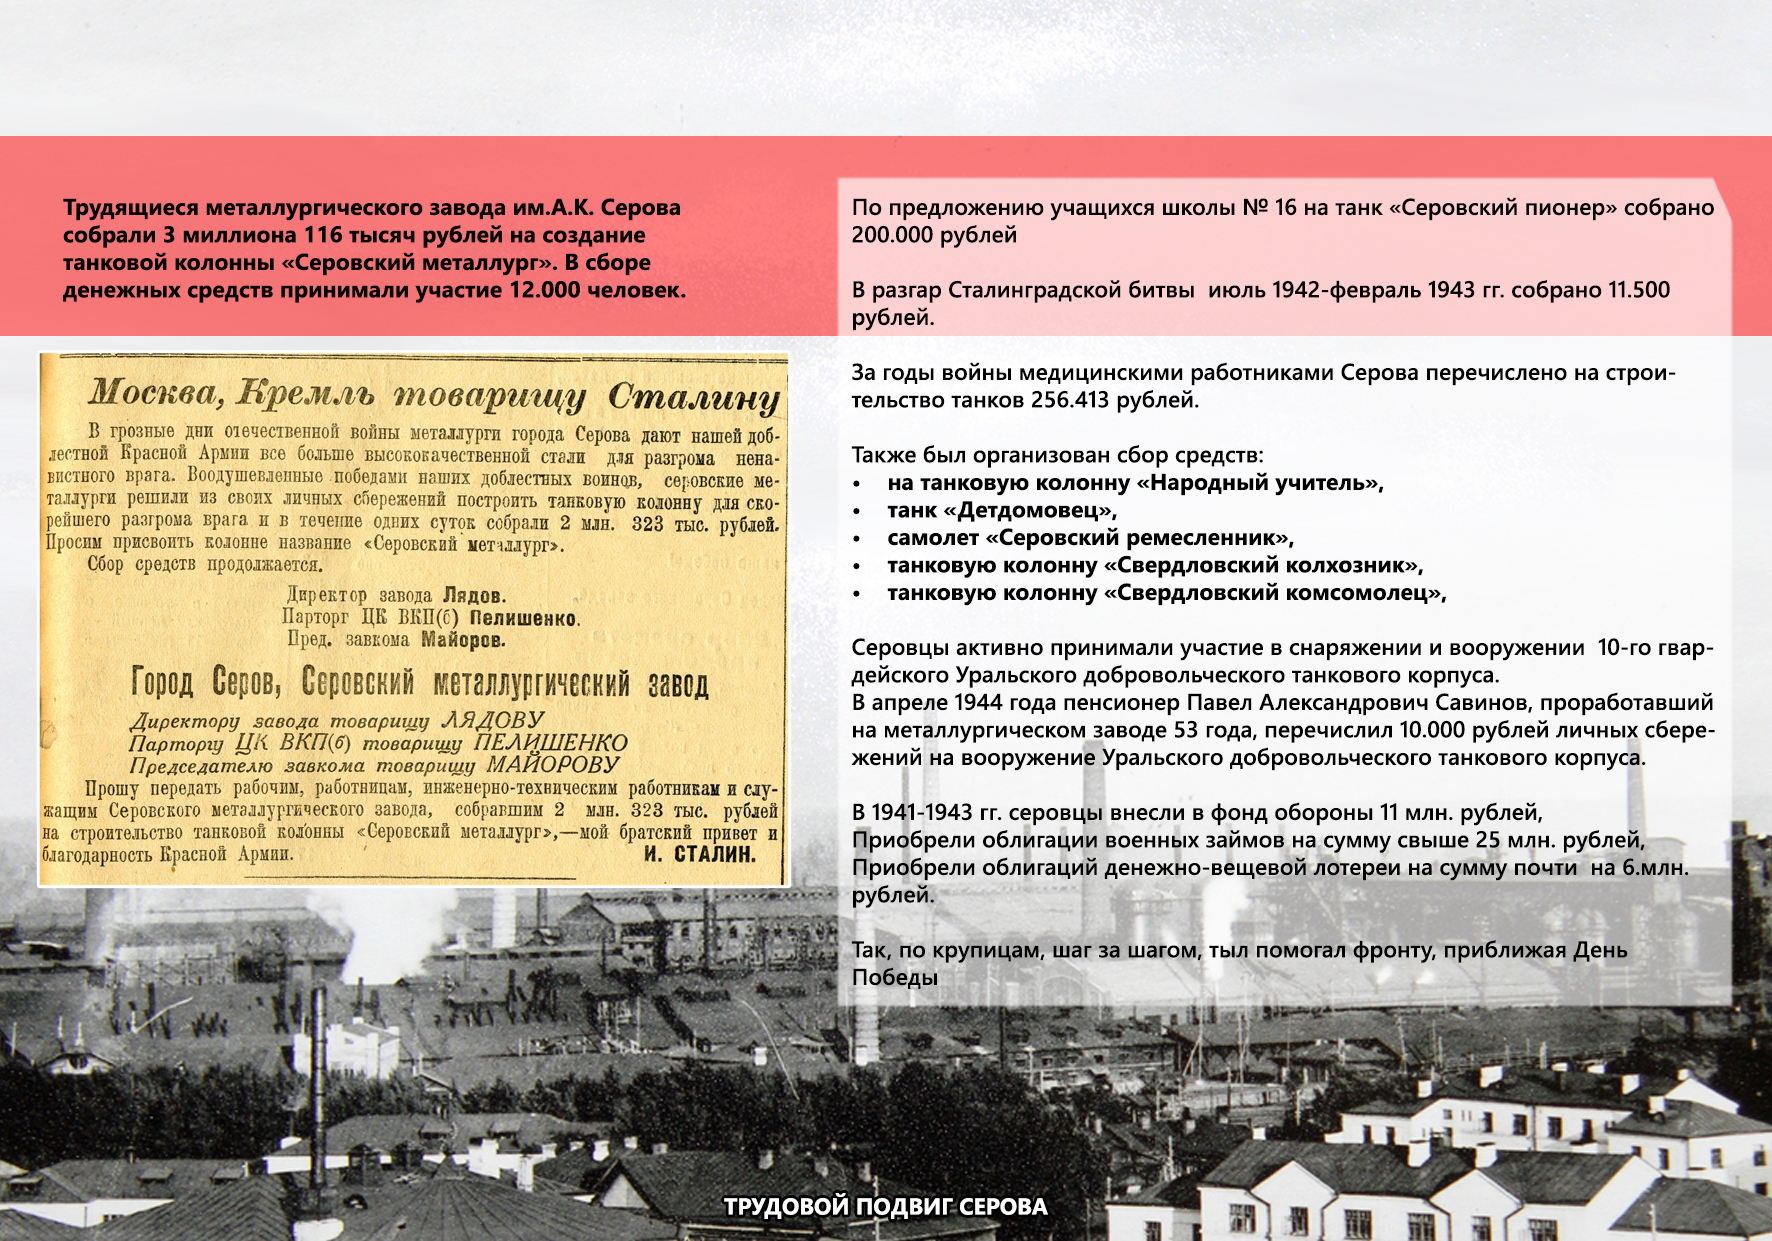 Трудящиеся металлургического завода им.А.К. Серова
собрали 3 миллиона 116 тысяч рублей на создание
танковой колонны «Серовский металлург». В сборе
денежных средств принимали участие 12.000 человек.
Москва, Кремль товарищу Сталину
В грозные дни отечественной войны металлурги города Серова дают нашей доб-
лестной Красной Армии все больше высококачественной стали для разгрома нена-
вистного врага. Воодушевленные победами наших доблестных воинов, серовские ме-
таллурги решили из своих личных сбережений построить танковую колонну для ско-
рейшего разгрома врага и в течение одних суток собрали 2 млн. 323 тыс. рублей.
Просим присвоить колонне название «Серовский металлург».
Сбор средств продолжается.
Директор завода Лядов.
Парторг ЦК ВКП(б) Пелишенко.
Пред. завкома Майоров.
Город Серов, Серовский металлургический завод
Директору завода товарищу ЛЯДОВУ
Парторгу ЦК ВКП(б) товарищу ПЕЛИШЕНКО
Председателю завкома товарищу МАЙОРОВУ
Прошу передать рабочим, работницам, инженерно-техническим работникам и слу-
жащим Серовского металлургического завода, собравшим 2 млн. 323 тыс. рублей
на строительство танковой колонны «Серовский металлург»,—мой братский привет и
благодарность Красной Армии.
И. СТАЛИН.
По предложению учащихся школы № 16 на танк «Серовский пионер» собрано
200.000 рублей
В разгар Сталинградской битвы июль 1942-февраль 1943 гг. собрано 11.500
рублей.
За годы войны медицинскими работниками Серова перечислено на строи-
тельство танков 256.413 рублей.
Также был организован сбор средств:
• на танковую колонну «Народный учитель»,
• танк «Детдомовец»,
• самолет «Серовский ремесленник»,
• танковую колонну «Свердловский колхозник»,
• танковую колонну «Свердловский комсомолец»,
Серовцы активно принимали участие в снаряжении и вооружении 10-го гвар-
дейского Уральского добровольческого танкового корпуса.
В апреле 1944 года пенсионер Павел Александрович Савинов, проработавший
на металлургическом заводе 53 года, перечислил 10.000 рублей личных сбере-
жений на вооружение Уральского добровольческого танкового корпуса.
В 1941-1943 гг. серовцы внесли в фонд обороны 11 млн. рублей,
Приобрели облигации военных займов на сумму свыше 25 млн. рублей,
Приобрели облигаций денежно-вещевой лотереи на сумму почти на 6.млн.
рублей.
Так, по крупицам, шаг за шагом, тыл помогал фронту, приближая День
Победы
ТРУДОВОЙ ПОДВИГ СЕРОВА